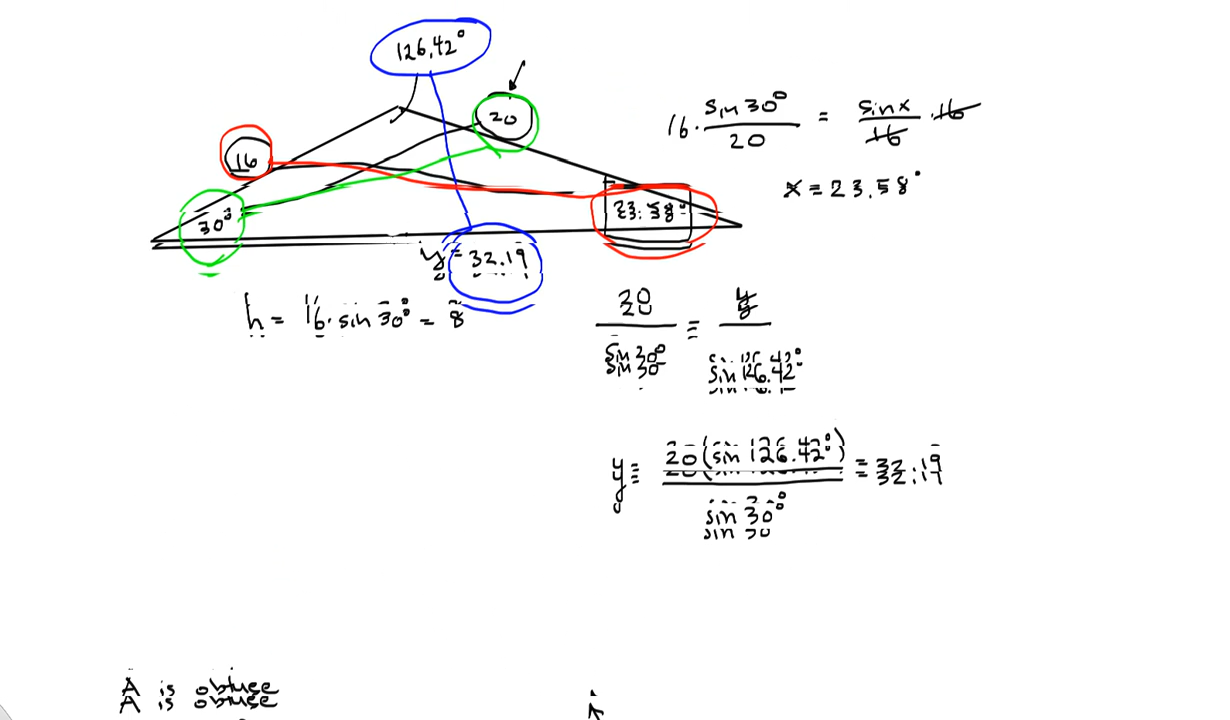 126.42°
20
16
30°
23.58°
y = 32.19
16 · sin 30° / 20 = sin x / 16 · 16
x = 23.58°
h = 16 · sin 30° = 8
20 / sin 30° = y / sin 126.42°
y = 20 (sin 126.42°) / sin 30° = 32.19
A is obtuse